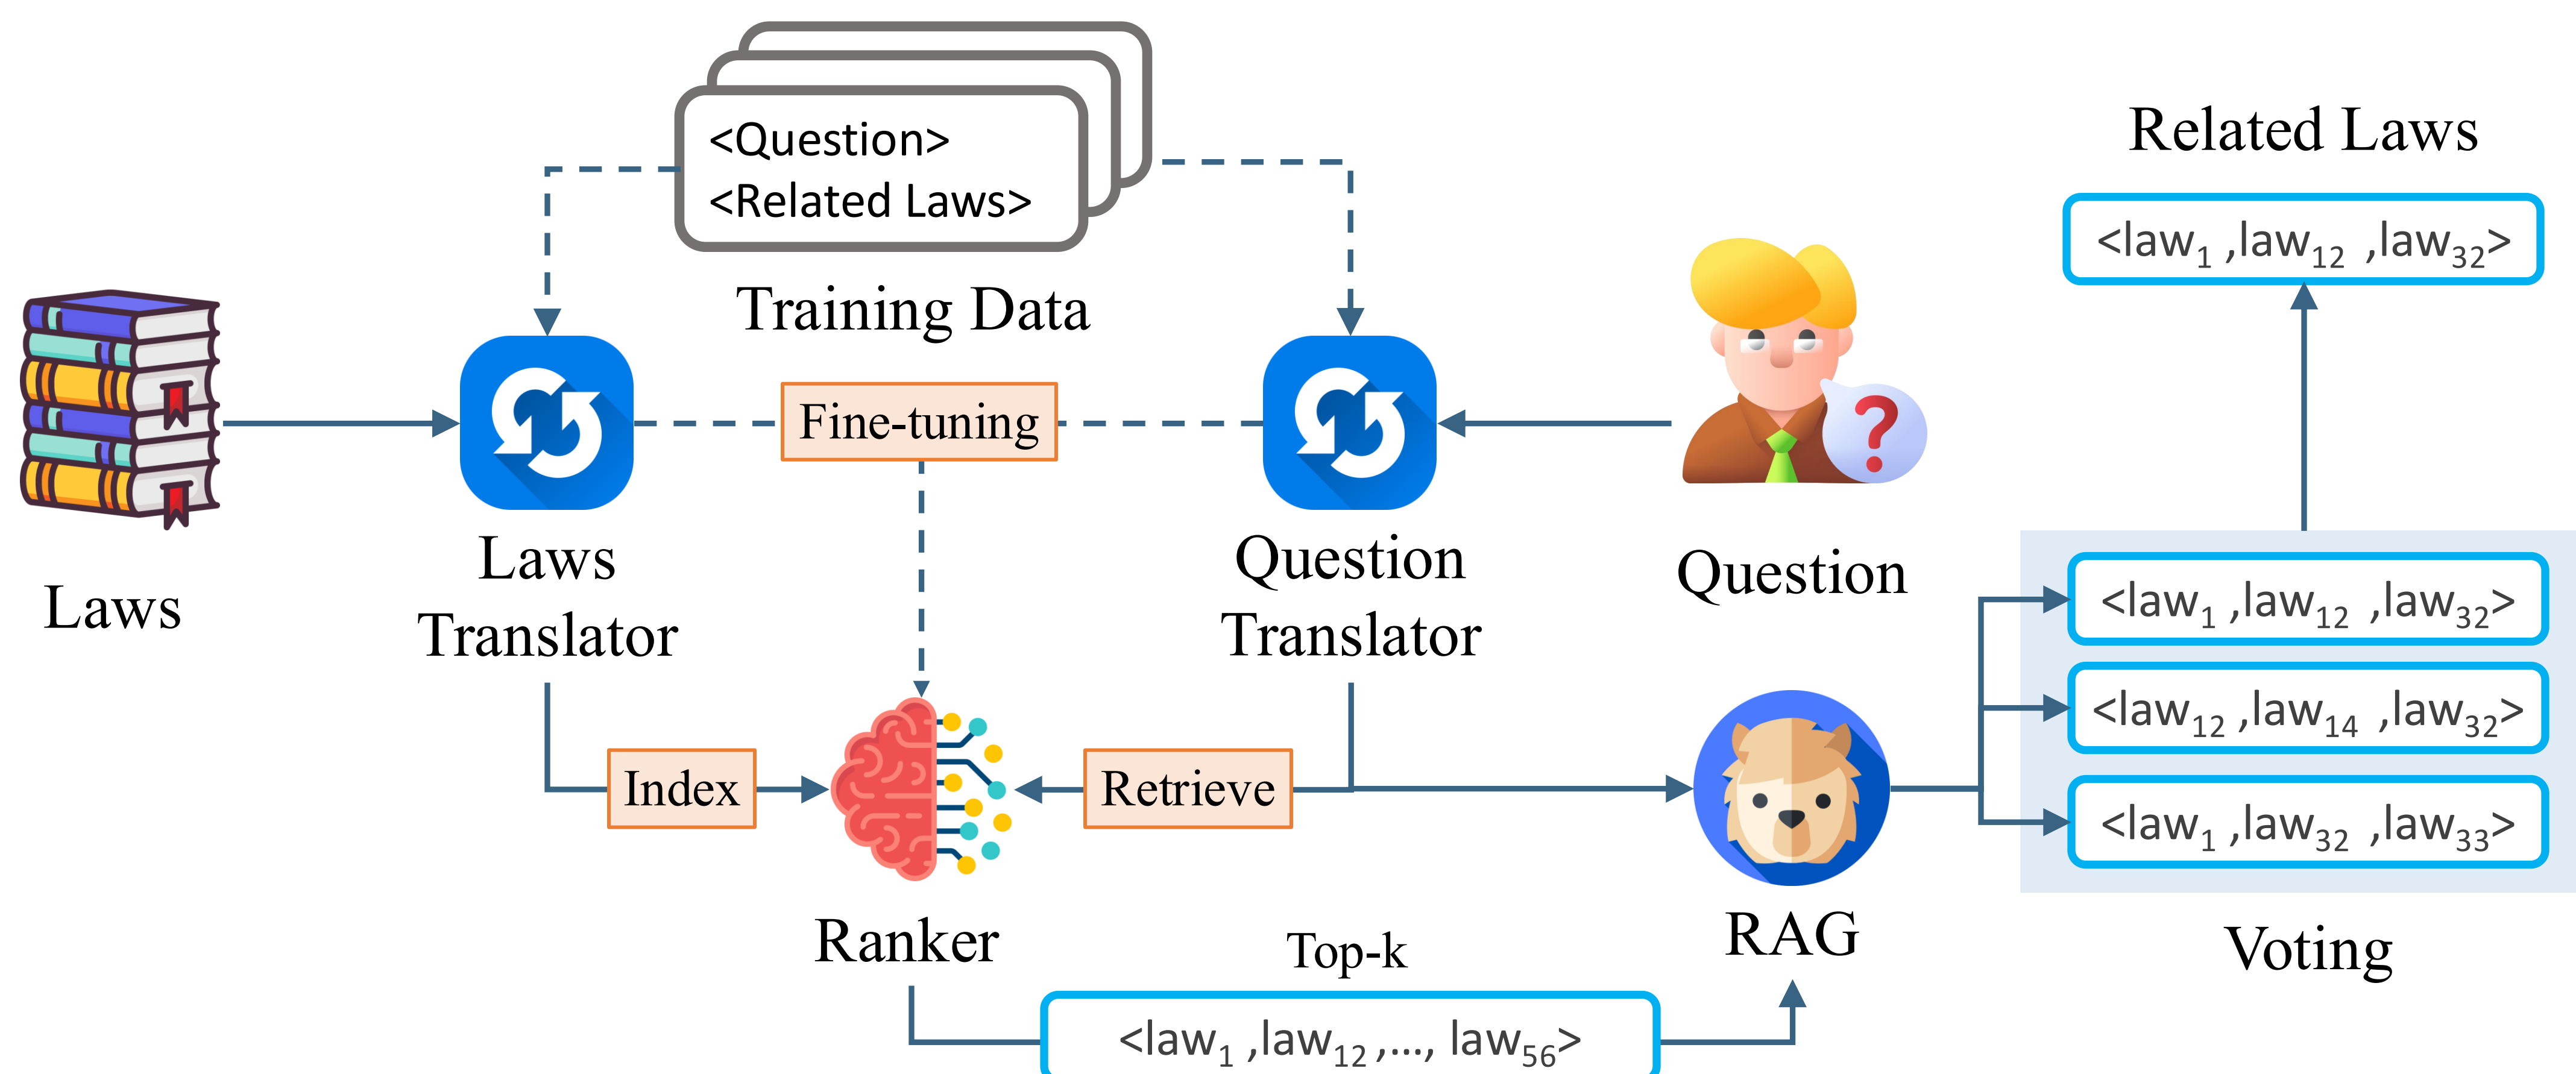 <Question>
<Related Laws>
Training Data
Related Laws
<law1 ,law12 ,law32>
Fine-tuning
Laws
Laws
Translator
Question
Translator
Question
<law1 ,law12 ,law32>
<law12 ,law14 ,law32>
<law1 ,law32 ,law33>
Voting
Index
Retrieve
Ranker
RAG
Top-k
<law1 ,law12 ,..., law56>